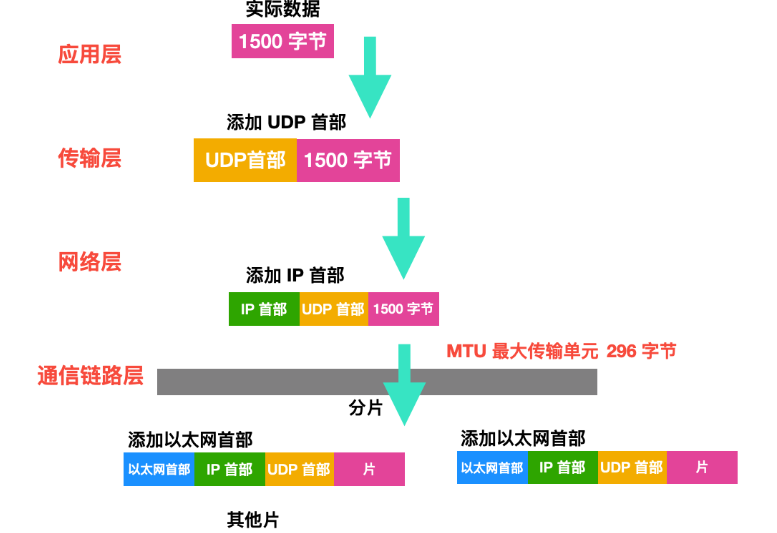 实际数据
应用层
1500 字节
添加 UDP 首部
传输层
UDP首部 1500 字节
网络层
添加 IP 首部
IP 首部 UDP 首部 1500 字节
MTU 最大传输单元 296 字节
通信链路层
分片
添加以太网首部 添加以太网首部
以太网首部 IP 首部 UDP 首部 片 以太网首部 IP 首部 UDP 首部 片
其他片